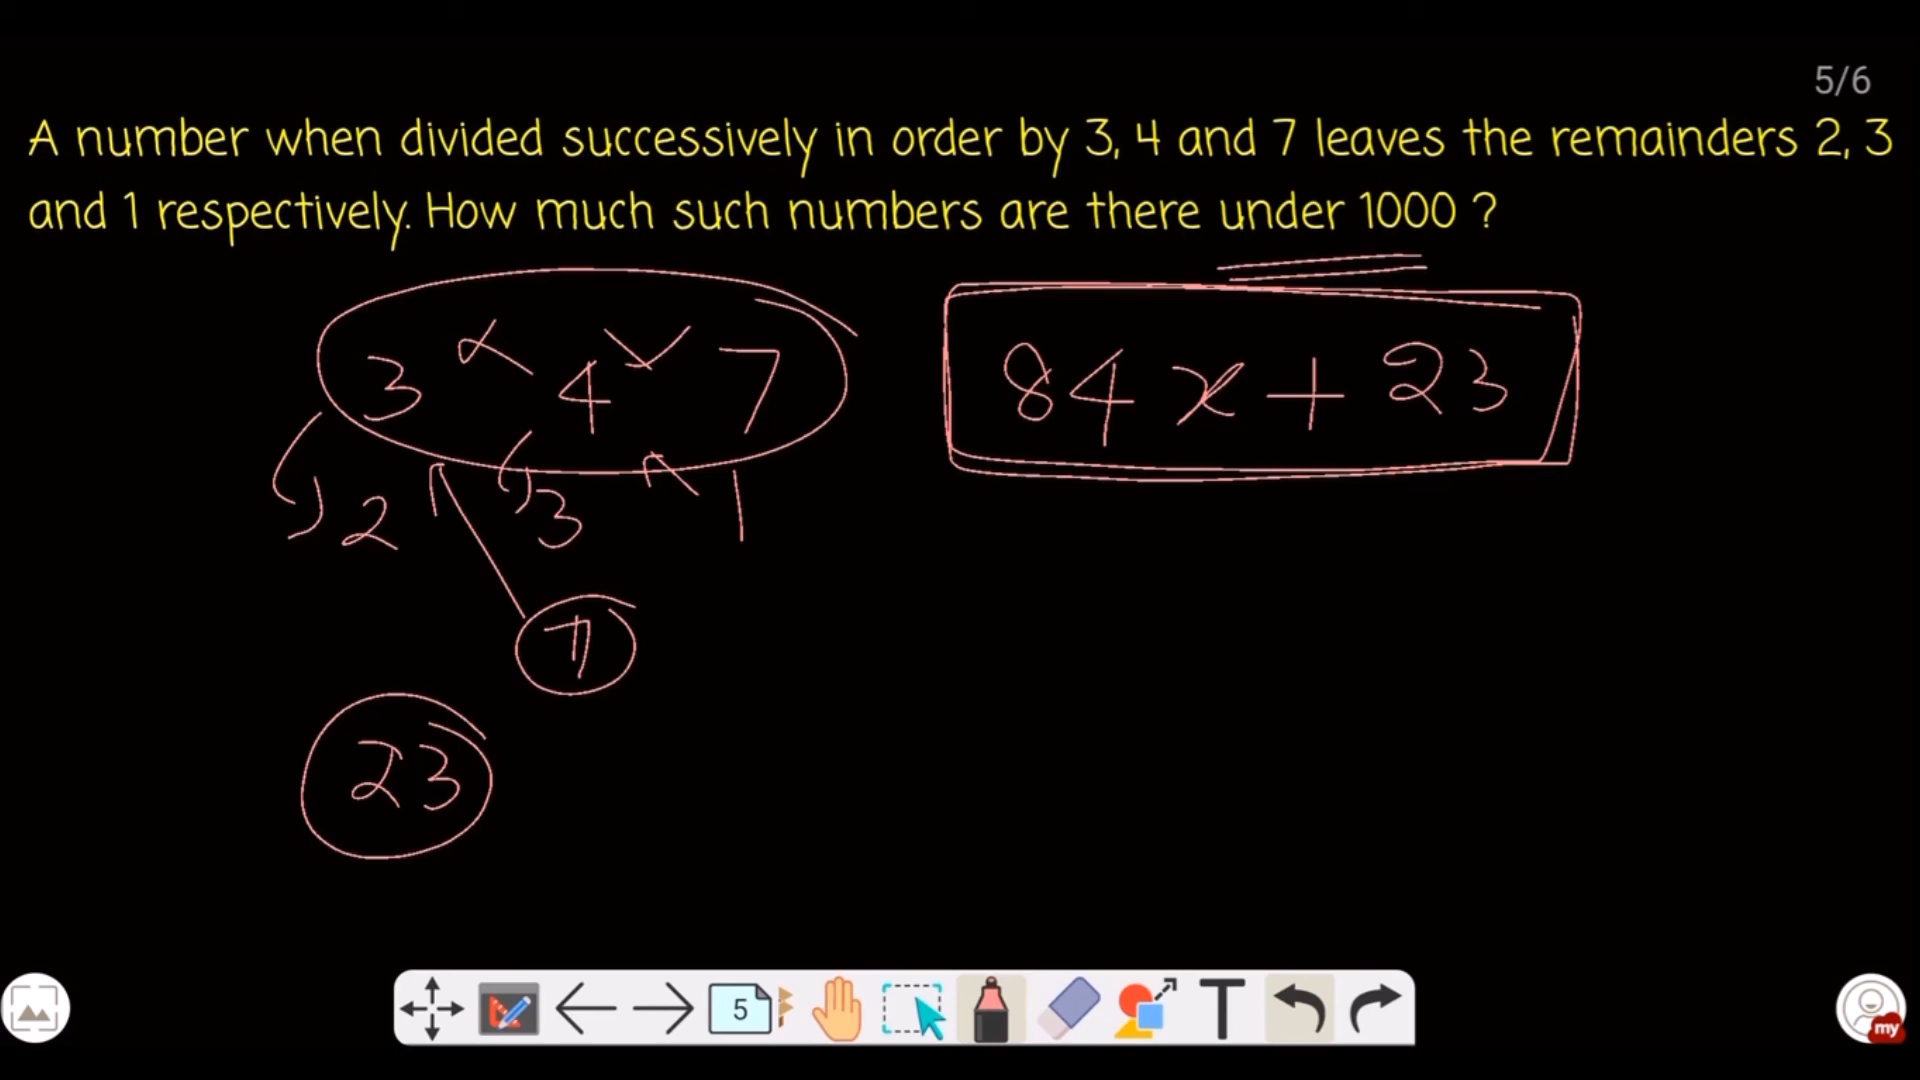 5/6
A number when divided successively in order by 3, 4 and 7 leaves the remainders 2, 3
and 1 respectively. How much such numbers are there under 1000 ?
3 4 7
84x+23
2 3 1
7
23
5
T
my